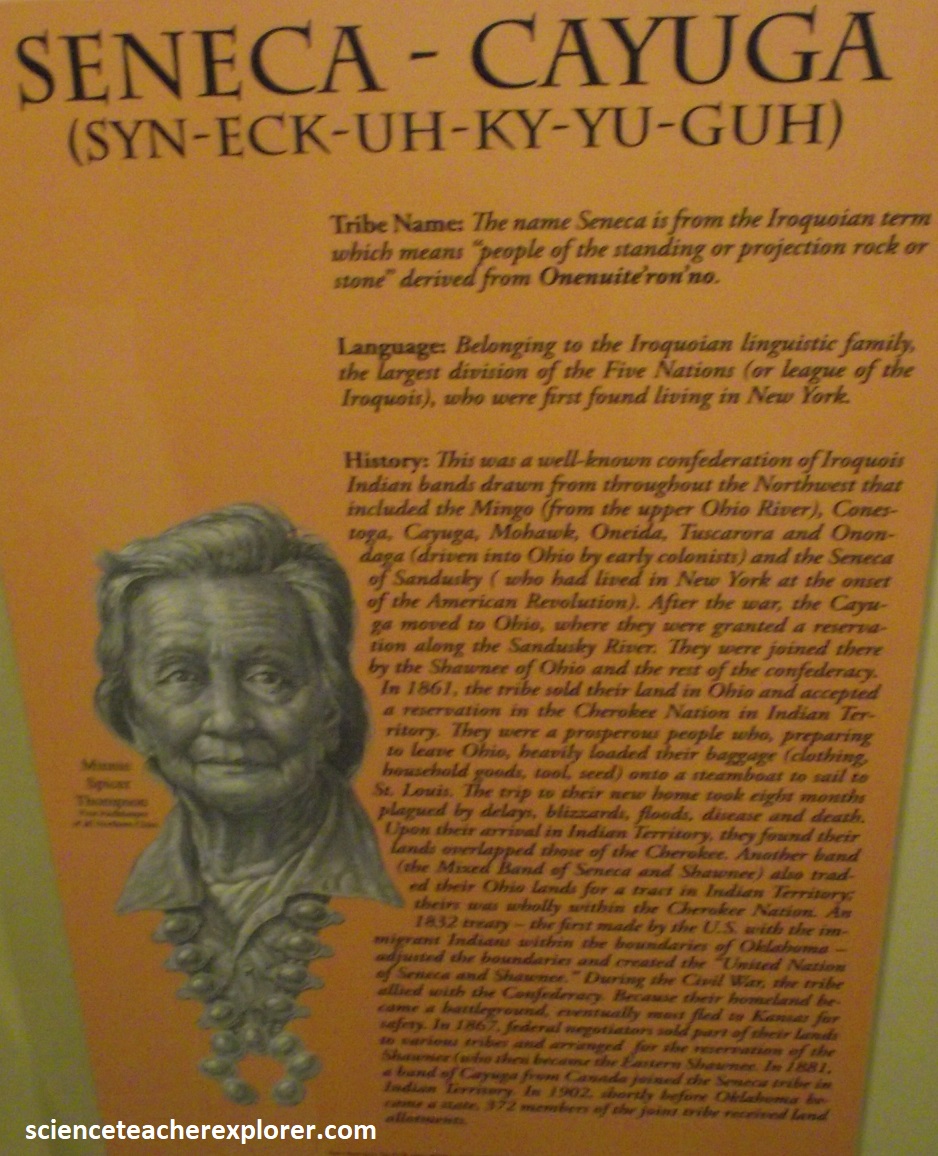 SENECA - CAYUGA
(SYN-ECK-UH-KY-YU-GUH)
Tribe Name: The name Seneca is from the Iroquoian term
which means "people of the standing or projection rock or
stone" derived from Onenuite'ron'no.
Language: Belonging to the Iroquoian linguistic family,
the largest division of the Five Nations (or league of the
Iroquois), who were first found living in New York.
History: This was a well-known confederation of Iroquois
Indian bands drawn from throughout the Northwest that
included the Mingo (from the upper Ohio River), Cones-
toga, Cayuga, Mohawk, Oneida, Tuscarora and Onon-
daga (driven into Ohio by early colonists) and the Seneca
of Sandusky ( who had lived in New York at the onset
of the American Revolution). After the war, the Cayu-
ga moved to Ohio, where they were granted a reserva-
tion along the Sandusky River. They were joined there
by the Shawnee of Ohio and the rest of the confederacy.
In 1861, the tribe sold their land in Ohio and accepted
a reservation in the Cherokee Nation in Indian Ter-
ritory. They were a prosperous people who, preparing
to leave Ohio, heavily loaded their baggage (clothing,
household goods, tool, seed) onto a steamboat to sail to
St. Louis. The trip to their new home took eight months
plagued by delays, blizzards, floods, disease and death.
Upon their arrival in Indian Territory, they found their
lands overlapped those of the Cherokee. Another band
(the Mixed Band of Seneca and Shawnee) also trad-
ed their Ohio lands for a tract in Indian Territory;
theirs was wholly within the Cherokee Nation. An
1832 treaty – the first made by the U.S. with the im-
migrant Indians within the boundaries of Oklahoma –
adjusted the boundaries and created the "United Nation
of Seneca and Shawnee." During the Civil War, the tribe
allied with the Confederacy. Because their homeland be-
came a battleground, eventually most fled to Kansas for
safety. In 1867, federal negotiators sold part of their lands
to various tribes and arranged for the reservation of the
Shawnee (who then became the Eastern Shawnee. In 1881,
a band of Cayuga from Canada joined the Seneca tribe in
Indian Territory. In 1902, shortly before Oklahoma be-
came a state, 372 members of the joint tribe received land
allotments.
Minnie
Spicer
Thompson
scienceteacherexplorer.com